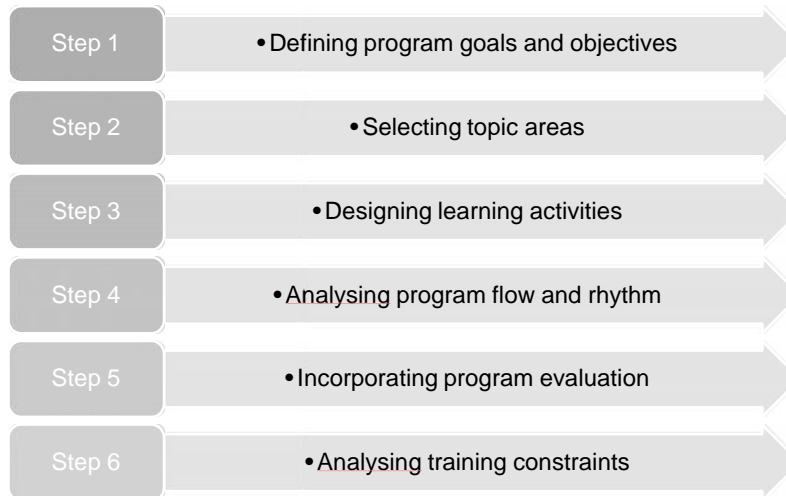 Step 1
• Defining program goals and objectives
Step 2
• Selecting topic areas
Step 3
• Designing learning activities
Step 4
• Analysing program flow and rhythm
Step 5
• Incorporating program evaluation
Step 6
• Analysing training constraints